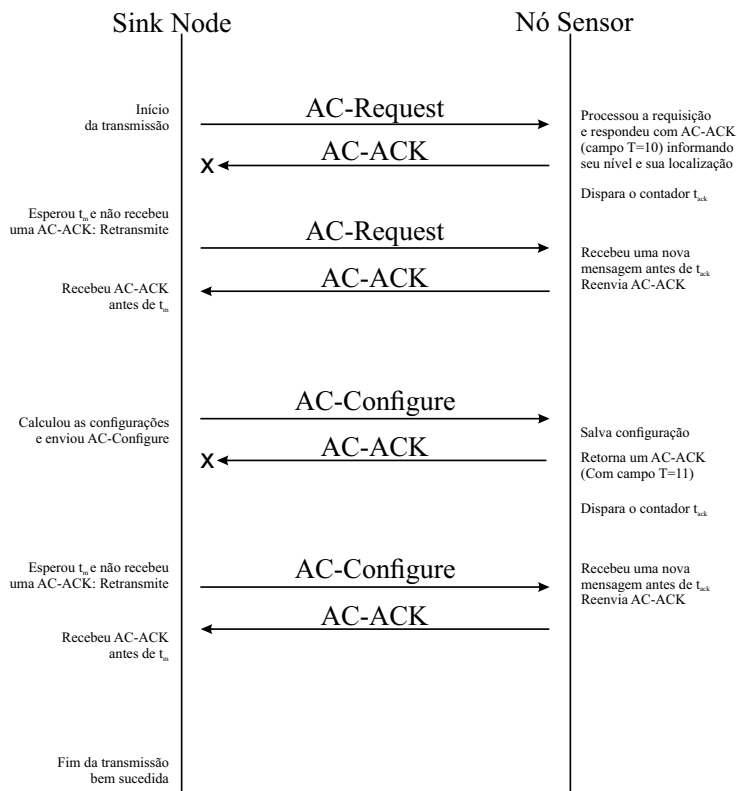 Sink Node
Nó Sensor
Início
da transmissão
AC-Request
Processou a requisição
e respondeu com AC-ACK
(campo T=10) informando
seu nível e sua localização
AC-ACK
X
Dispara o contador tack
Esperou tm e não recebeu
uma AC-ACK: Retransmite
AC-Request
Recebeu uma nova
mensagem antes de tack
Reenvia AC-ACK
AC-ACK
Recebeu AC-ACK
antes de tm
AC-Configure
Calculou as configurações
e enviou AC-Configure
Salva configuração
AC-ACK
X
Retorna um AC-ACK
(Com campo T=11)
Dispara o contador tack
Esperou tm e não recebeu
uma AC-ACK: Retransmite
AC-Configure
Recebeu uma nova
mensagem antes de tack
Reenvia AC-ACK
AC-ACK
Recebeu AC-ACK
antes de tm
Fim da transmissão
bem sucedida